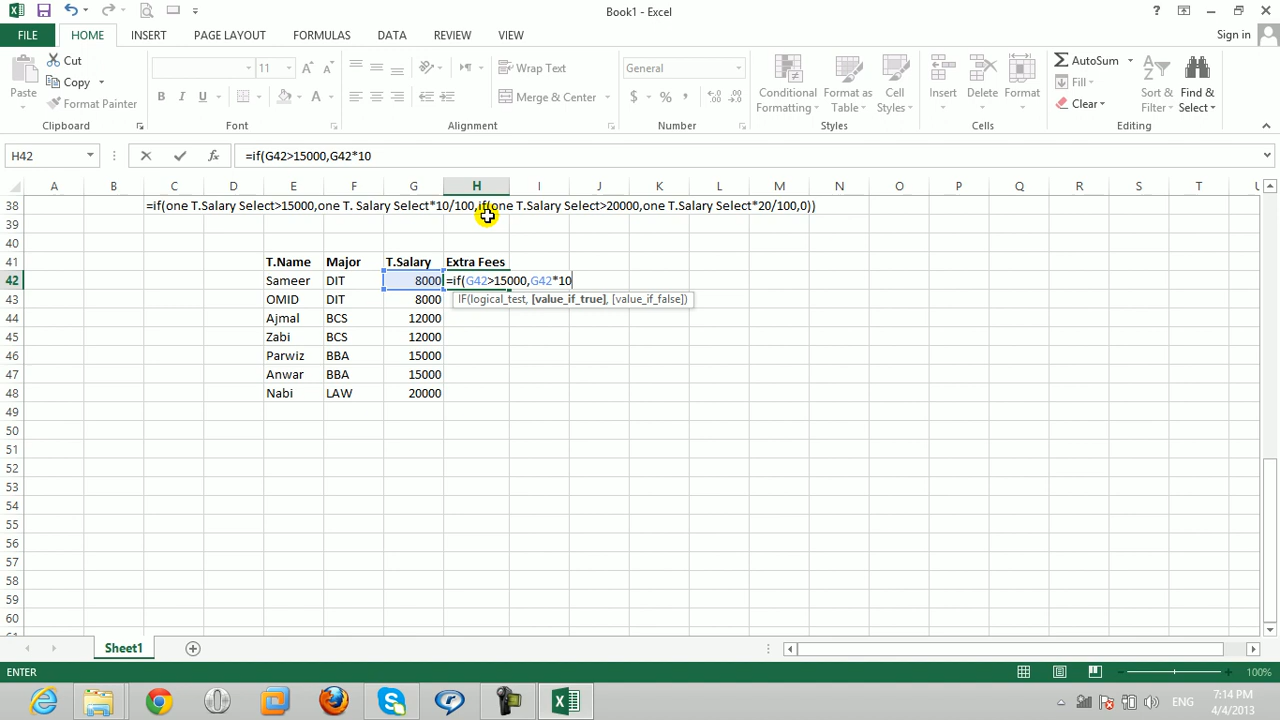 Book1 - Excel
FILE HOME INSERT PAGE LAYOUT FORMULAS DATA REVIEW VIEW Sign in
Paste Cut Copy Format Painter Clipboard
11 B I U Font
Wrap Text Merge & Center Alignment
General $ % , Number
Conditional Formatting Format as Table Cell Styles Styles
Insert Delete Format Cells
AutoSum Fill Clear Sort & Filter Find & Select Editing
H42 =if(G42>15000,G42*10
A B C D E F G H I J K L M N O P Q R S T U
38 =if(one T.Salary Select>15000,one T. Salary Select*10/100,if(one T.Salary Select>20000,one T.Salary Select*20/100,0))
39
40
41 T.Name Major T.Salary Extra Fees
42 Sameer DIT 8000 =if(G42>15000,G42*10
43 OMID DIT 8000 IF(logical_test, [value_if_true], [value_if_false])
44 Ajmal BCS 12000
45 Zabi BCS 12000
46 Parwiz BBA 15000
47 Anwar BBA 15000
48 Nabi LAW 20000
49
50
51
52
53
54
55
56
57
58
59
60
61
Sheet1
ENTER 100%
ENG 7:14 PM
4/4/2013